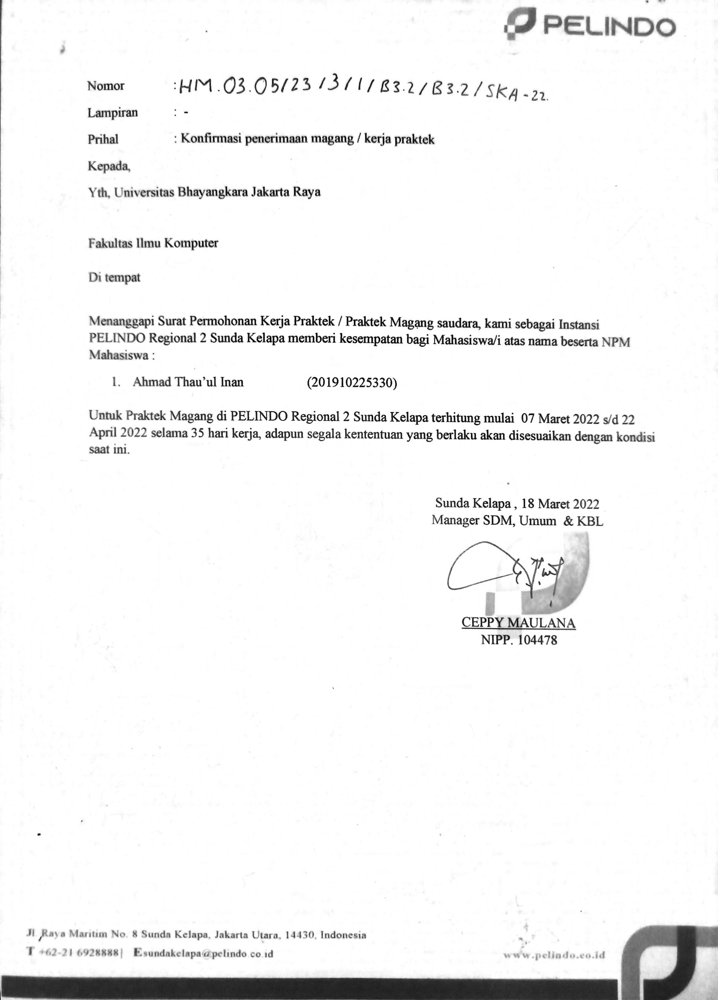 PELINDO
Nomor : HM.03.05/23/3/1/B3.2/B3.2/SKA-22.
Lampiran : -
Prihal : Konfirmasi penerimaan magang / kerja praktek
Kepada,
Yth, Universitas Bhayangkara Jakarta Raya
Fakultas Ilmu Komputer
Di tempat
Menanggapi Surat Permohonan Kerja Praktek / Praktek Magang saudara, kami sebagai Instansi
PELINDO Regional 2 Sunda Kelapa memberi kesempatan bagi Mahasiswa/i atas nama beserta NPM
Mahasiswa :
1. Ahmad Thau’ul Inan (201910225330)
Untuk Praktek Magang di PELINDO Regional 2 Sunda Kelapa terhitung mulai 07 Maret 2022 s/d 22
April 2022 selama 35 hari kerja, adapun segala kententuan yang berlaku akan disesuaikan dengan kondisi
saat ini.
Sunda Kelapa , 18 Maret 2022
Manager SDM, Umum & KBL
CEPPY MAULANA
NIPP. 104478
Jl Raya Maritim No. 8 Sunda Kelapa, Jakarta Utara, 14430, Indonesia
T +62-21 6928888| Esundakelapa@pelindo.co.id
www.pelindo.co.id